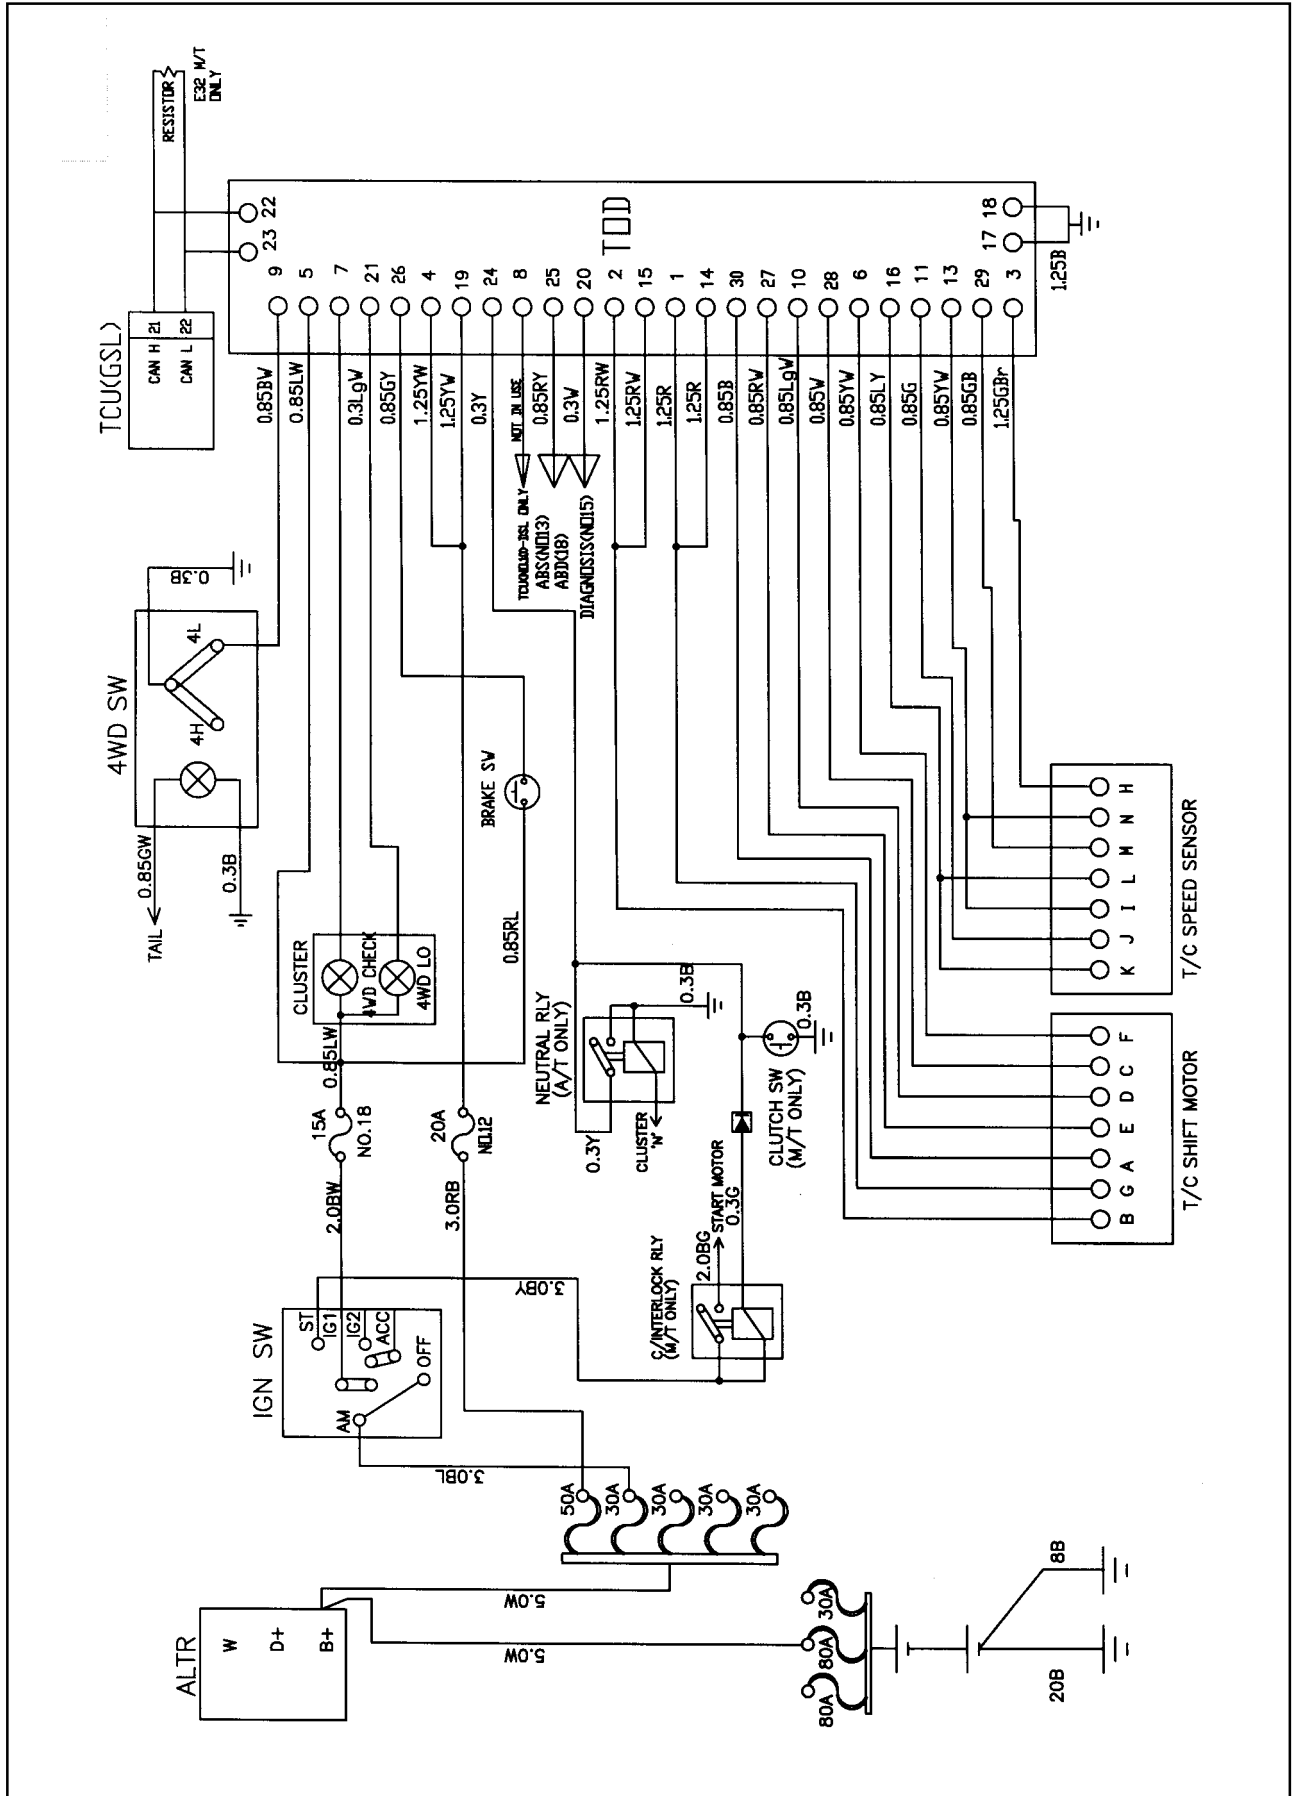 TCU(GSL)
CAN H 21
CAN L 22
RESISTOR
E32 M/T
ONLY
TOD
22
23
9
5
7
21
26
4
19
24
8
25
20
2
15
1
14
30
27
10
28
6
16
11
13
29
3
17
18
1.25B
0.85BW
0.85LW
0.3LgW
0.85GY
1.25YW
1.25YW
0.3Y
NOT IN USE
0.85RY
0.3W
1.25RW
1.25RW
1.25R
1.25R
0.85B
0.85RW
0.85LgW
0.85W
0.85YW
0.85LY
0.85G
0.85YW
0.85GB
1.25GBr
ABS(NO13)
ABD(18)
DIAGNOSIS(NO15)
4WD SW
0.3B
4L
4H
TAIL
0.85GW
0.3B
BRAKE SW
0.85RL
CLUSTER
4WD CHECK
4WD LO
0.85LW
15A
NO.18
2.0BW
20A
NO.12
3.0RB
NEUTRAL RLY
(A/T ONLY)
0.3B
0.3Y
CLUSTER
"N"
CLUTCH SW
(M/T ONLY)
0.3B
START MOTOR
0.3G
2.0BG
C/INTERLOCK RLY
(M/T ONLY)
3.0BY
IGN SW
ST
IG1
IG2
ACC
AM
OFF
3.0BL
50A
30A
30A
30A
30A
ALTR
W
D+
B+
5.0W
5.0W
80A
80A
30A
20B
8B
T/C SPEED SENSOR
K J I L M N H
T/C SHIFT MOTOR
B G A E D C F